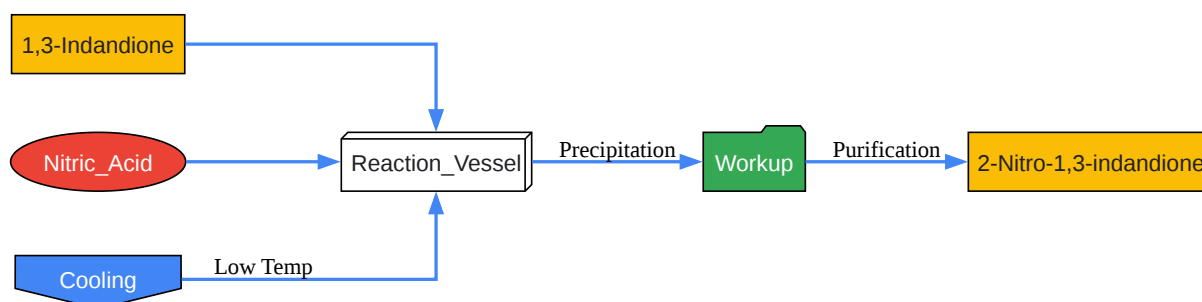 1,3-Indandione
Nitric_Acid
Reaction_Vessel
Precipitation
Workup
Purification
2-Nitro-1,3-indandione
Cooling
Low Temp